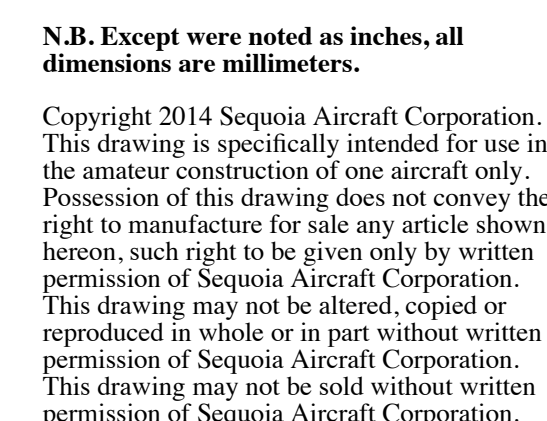 N.B. Except were noted as inches, all
dimensions are millimeters.
Copyright 2014 Sequoia Aircraft Corporation.
This drawing is specifically intended for use in
the amateur construction of one aircraft only.
Possession of this drawing does not convey the
right to manufacture for sale any article shown
hereon, such right to be given only by written
permission of Sequoia Aircraft Corporation.
This drawing may not be altered, copied or
reproduced in whole or in part without written
permission of Sequoia Aircraft Corporation.
This drawing may not be sold without written
permission of Sequoia Aircraft Corporation.